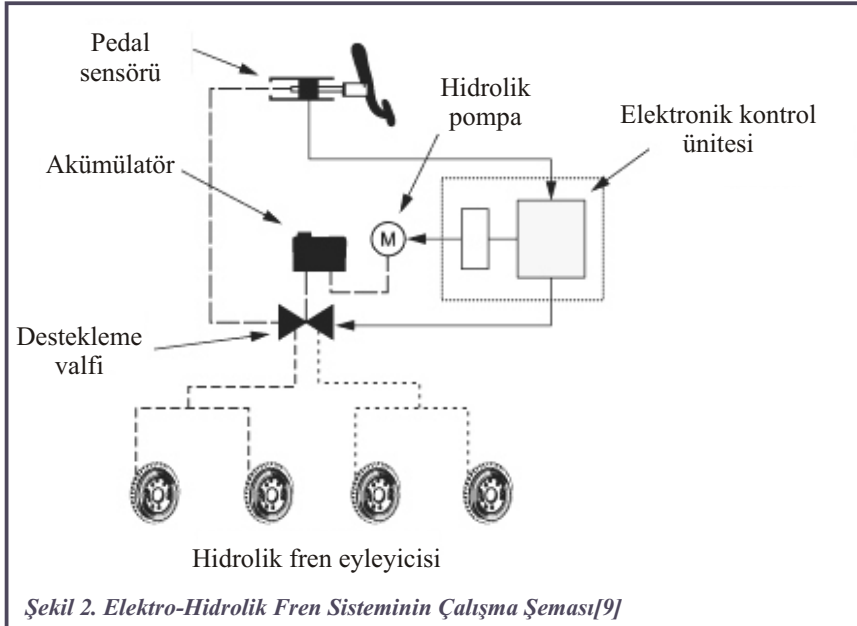 Pedal
sensörü
Hidrolik
pompa
Elektronik kontrol
ünitesi
Akümülatör
M
Destekleme
valfi
Hidrolik fren eyleyicisi
Şekil 2. Elektro-Hidrolik Fren Sisteminin Çalışma Şeması[9]